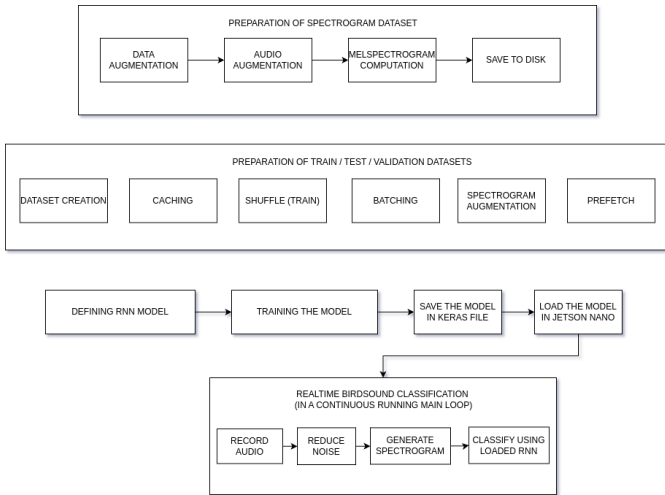 PREPARATION OF SPECTROGRAM DATASET
DATA
AUGMENTATION
AUDIO
AUGMENTATION
MELSPECTROGRAM
COMPUTATION
SAVE TO DISK
PREPARATION OF TRAIN / TEST / VALIDATION DATASETS
DATASET CREATION
CACHING
SHUFFLE (TRAIN)
BATCHING
SPECTROGRAM
AUGMENTATION
PREFETCH
DEFINING RNN MODEL
TRAINING THE MODEL
SAVE THE MODEL
IN KERAS FILE
LOAD THE MODEL
IN JETSON NANO
REALTIME BIRDSOUND CLASSIFICATION
(IN A CONTINUOUS RUNNING MAIN LOOP)
RECORD
AUDIO
REDUCE
NOISE
GENERATE
SPECTROGRAM
CLASSIFY USING
LOADED RNN